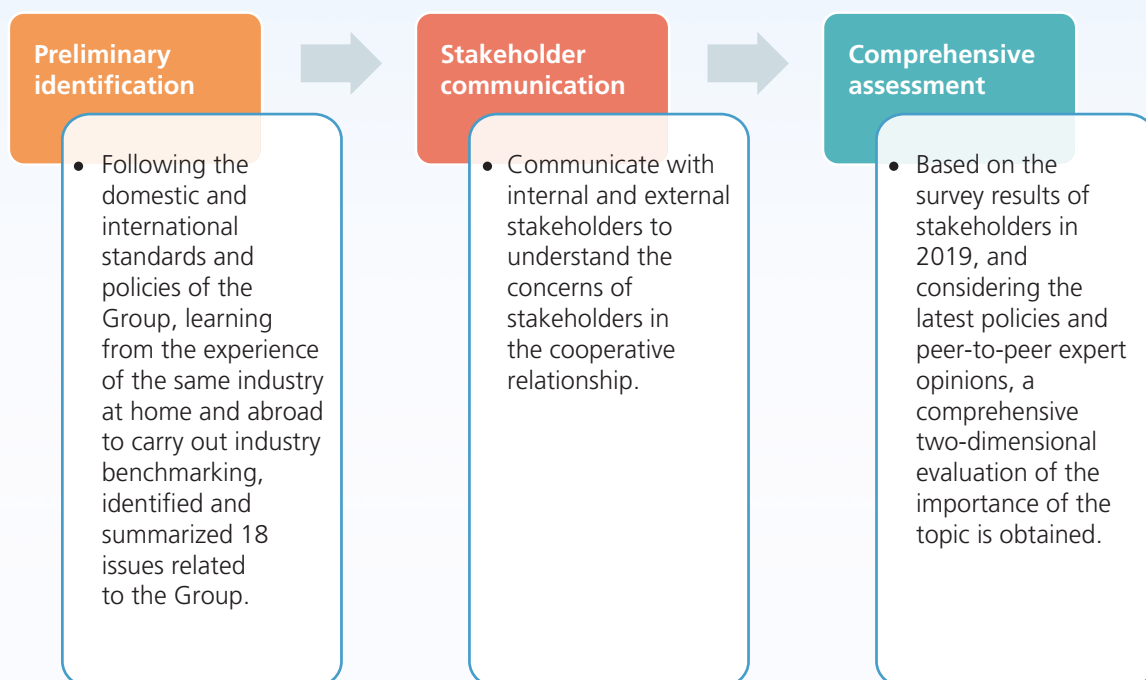 Preliminary
identification
• Following the
domestic and
international
standards and
policies of the
Group, learning
from the experience
of the same industry
at home and abroad
to carry out industry
benchmarking,
identified and
summarized 18
issues related
to the Group.
Stakeholder
communication
• Communicate with
internal and external
stakeholders to
understand the
concerns of
stakeholders in
the cooperative
relationship.
Comprehensive
assessment
• Based on the
survey results of
stakeholders in
2019, and
considering the
latest policies and
peer-to-peer expert
opinions, a
comprehensive
two-dimensional
evaluation of the
importance of the
topic is obtained.